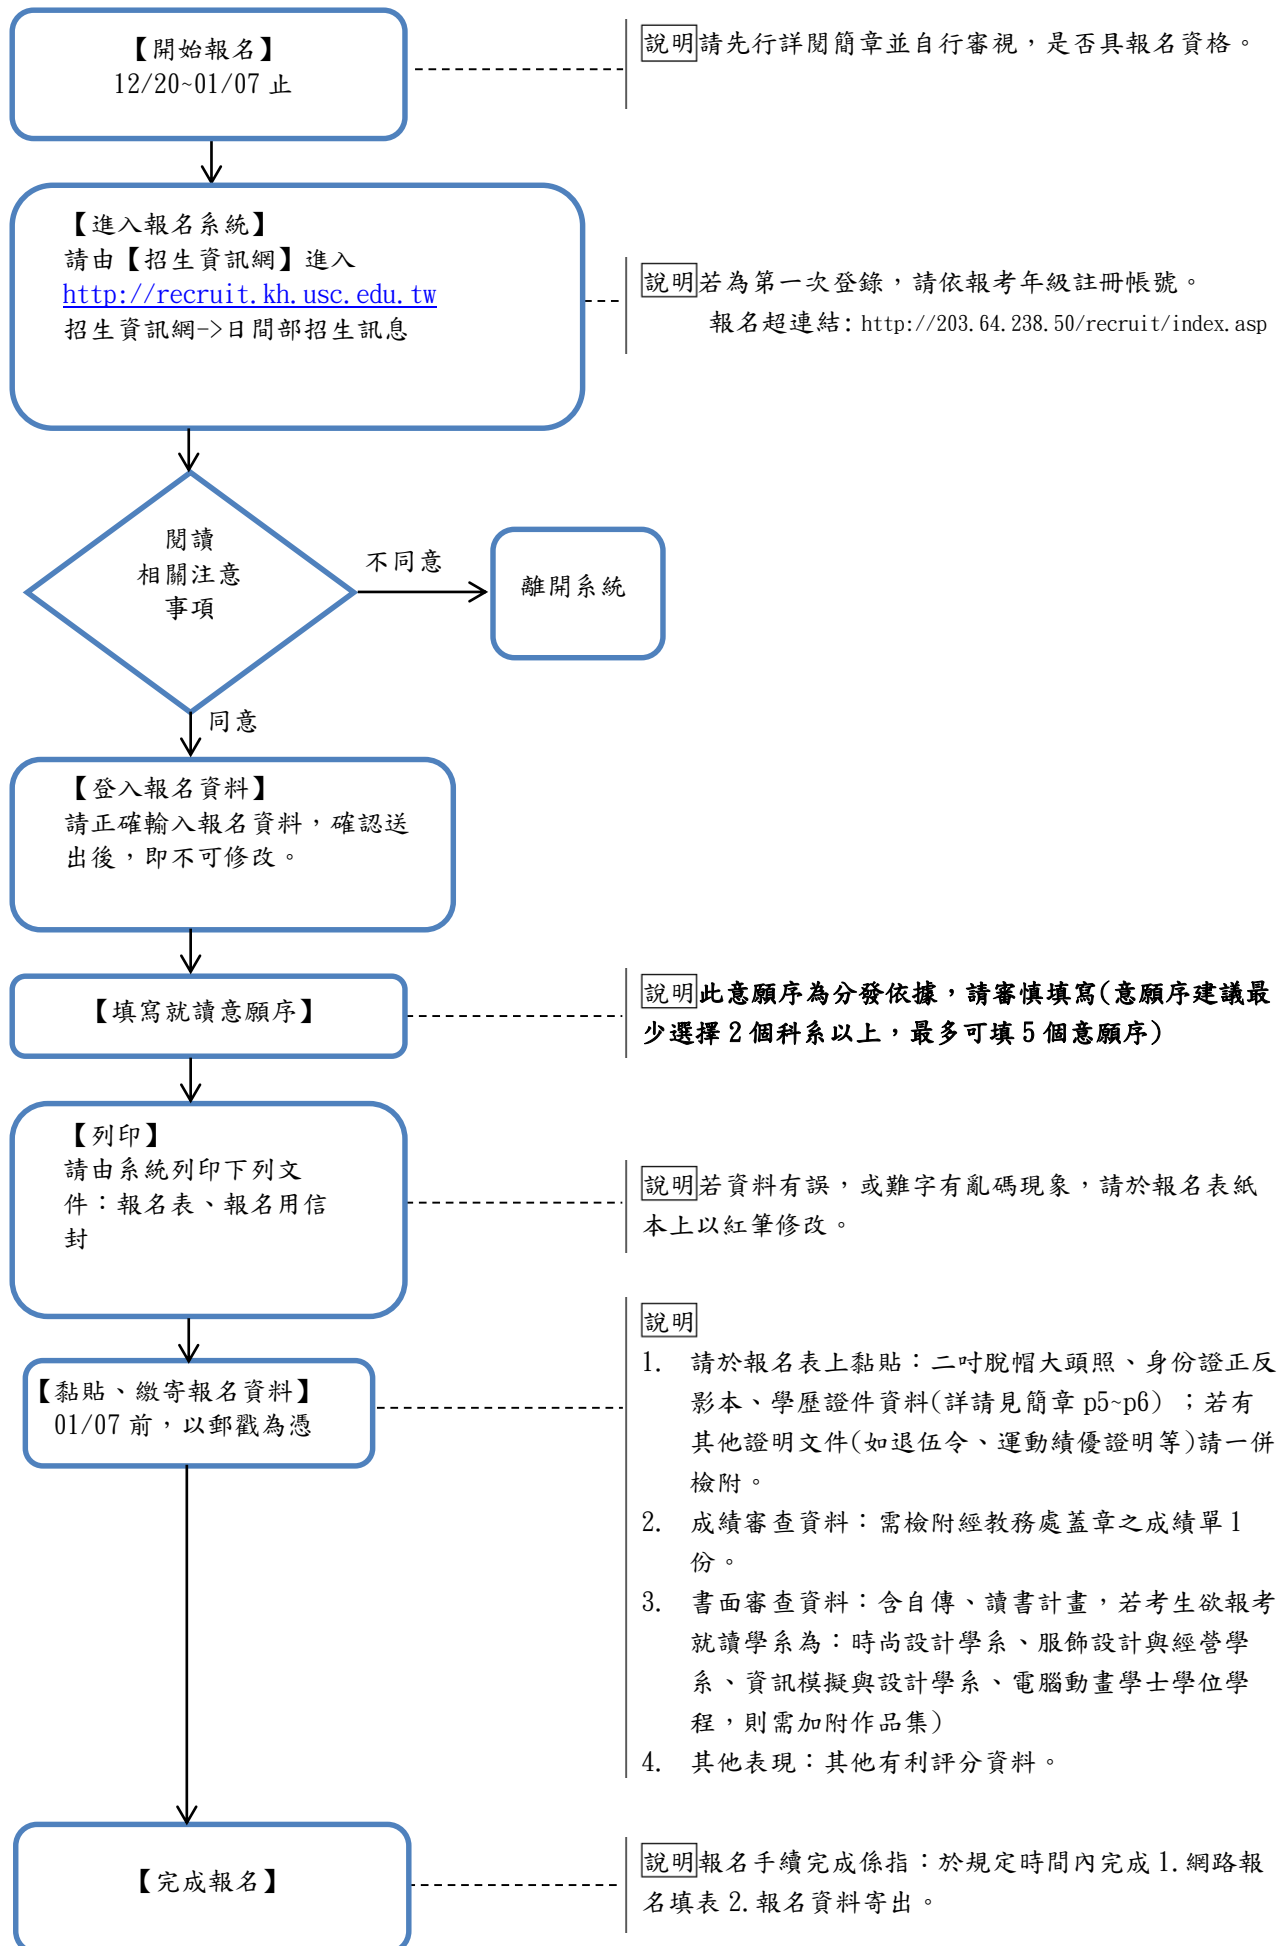 【開始報名】
12/20~01/07 止
說明請先行詳閱簡章並自行審視，是否具報名資格。
【進入報名系統】
請由【招生資訊網】進入
http://recruit.kh.usc.edu.tw
招生資訊網->日間部招生訊息
說明若為第一次登錄，請依報考年級註冊帳號。
報名超連結：http://203.64.238.50/recruit/index.asp
閱讀
相關注意
事項
不同意
離開系統
同意
【登入報名資料】
請正確輸入報名資料，確認送
出後，即不可修改。
【填寫就讀意願序】
說明此意願序為分發依據，請審慎填寫(意願序建議最
少選擇 2 個科系以上，最多可填 5 個意願序)
【列印】
請由系統列印下列文
件：報名表、報名用信
封
說明若資料有誤，或難字有亂碼現象，請於報名表紙
本上以紅筆修改。
【黏貼、繳寄報名資料】
01/07 前，以郵戳為憑
說明
1. 請於報名表上黏貼：二吋脫帽大頭照、身份證正反
影本、學歷證件資料(詳請見簡章 p5~p6) ；若有
其他證明文件(如退伍令、運動績優證明等)請一併
檢附。
2. 成績審查資料：需檢附經教務處蓋章之成績單 1
份。
3. 書面審查資料：含自傳、讀書計畫，若考生欲報考
就讀學系為：時尚設計學系、服飾設計與經營學
系、資訊模擬與設計學系、電腦動畫學士學位學
程，則需加附作品集)
4. 其他表現：其他有利評分資料。
【完成報名】
說明報名手續完成係指：於規定時間內完成 1.網路報
名填表 2.報名資料寄出。